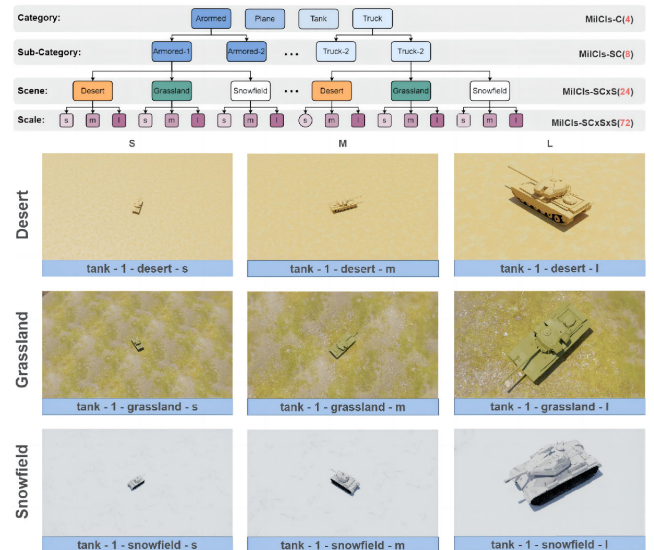 Category: Arormed Plane Tank Truck MilCls-C(4)
Sub-Category: Armored-1 Armored-2 ... Truck-2 Truck-2 MilCls-SC(8)
Scene: Desert Grassland Snowfield ... Desert Grassland Snowfield MilCls-SCxS(24)
Scale: s m l s m l s m l s m l s m l s m l MilCls-SCxSxS(72)
S M L
Desert
tank - 1 - desert - s tank - 1 - desert - m tank - 1 - desert - l
Grassland
tank - 1 - grassland - s tank - 1 - grassland - m tank - 1 - grassland - l
Snowfield
tank - 1 - snowfield - s tank - 1 - snowfield - m tank - 1 - snowfield - l